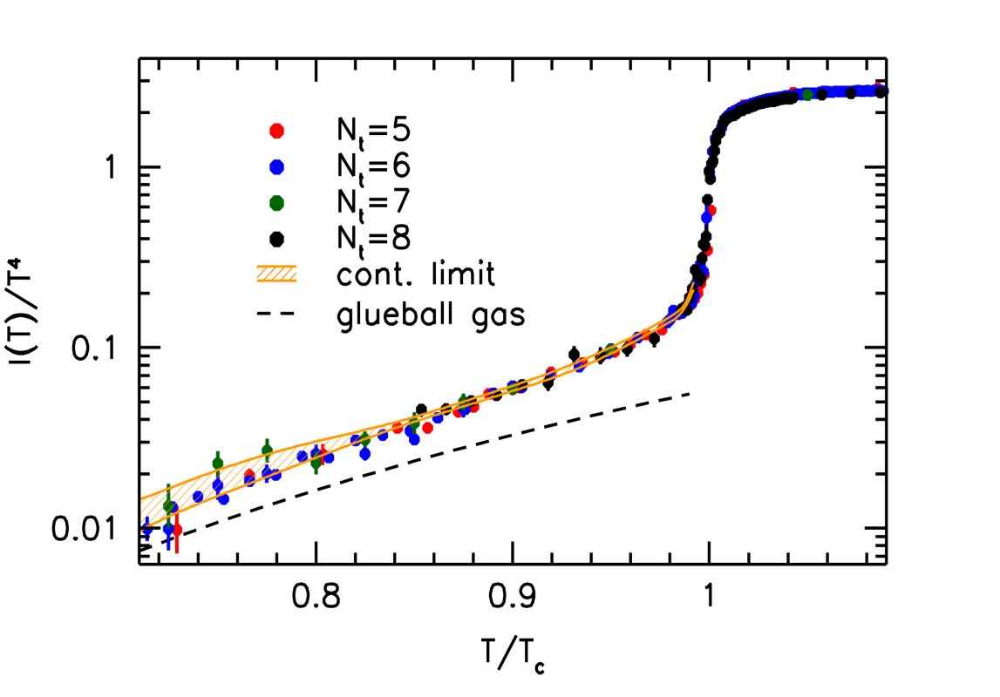 N_t=5
N_t=6
N_t=7
N_t=8
cont. limit
glueball gas
I(T)/T⁴
1
0.1
0.01
0.8 0.9 1
T/T_c